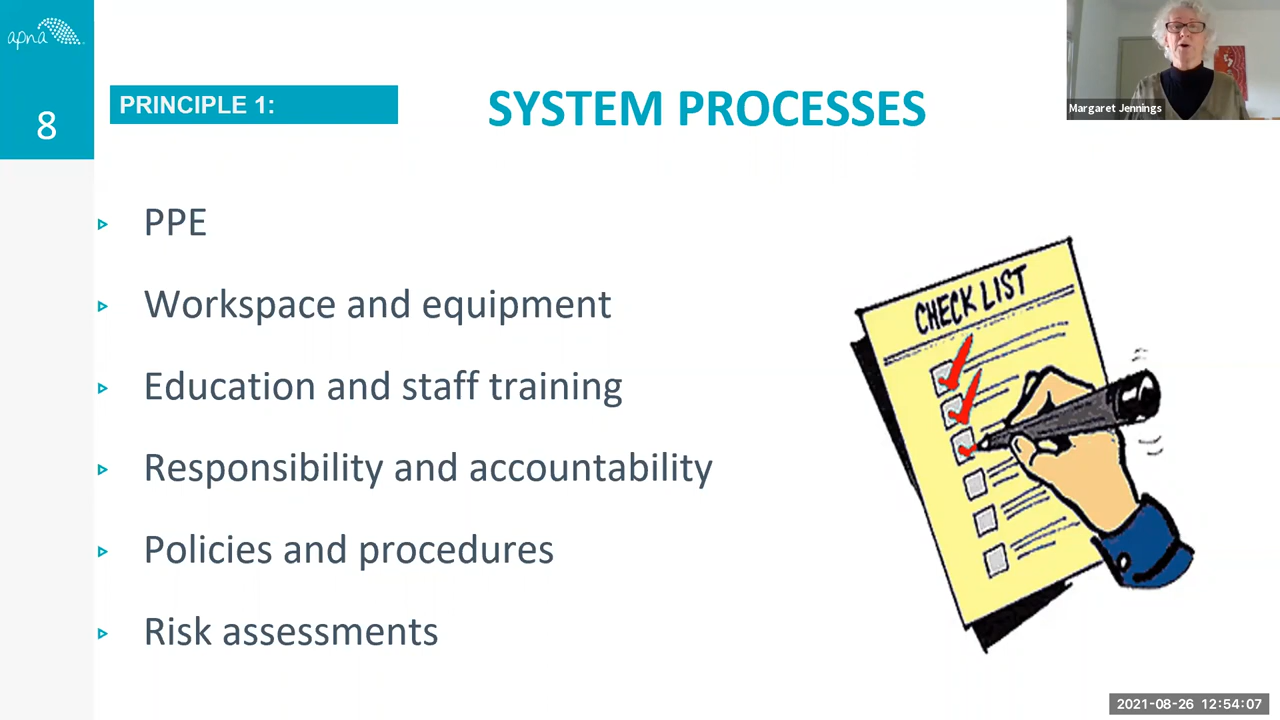 apna
8
PRINCIPLE 1:
SYSTEM PROCESSES
Margaret Jennings
PPE
Workspace and equipment
Education and staff training
Responsibility and accountability
Policies and procedures
Risk assessments
CHECK LIST
2021-08-26 12:54:07